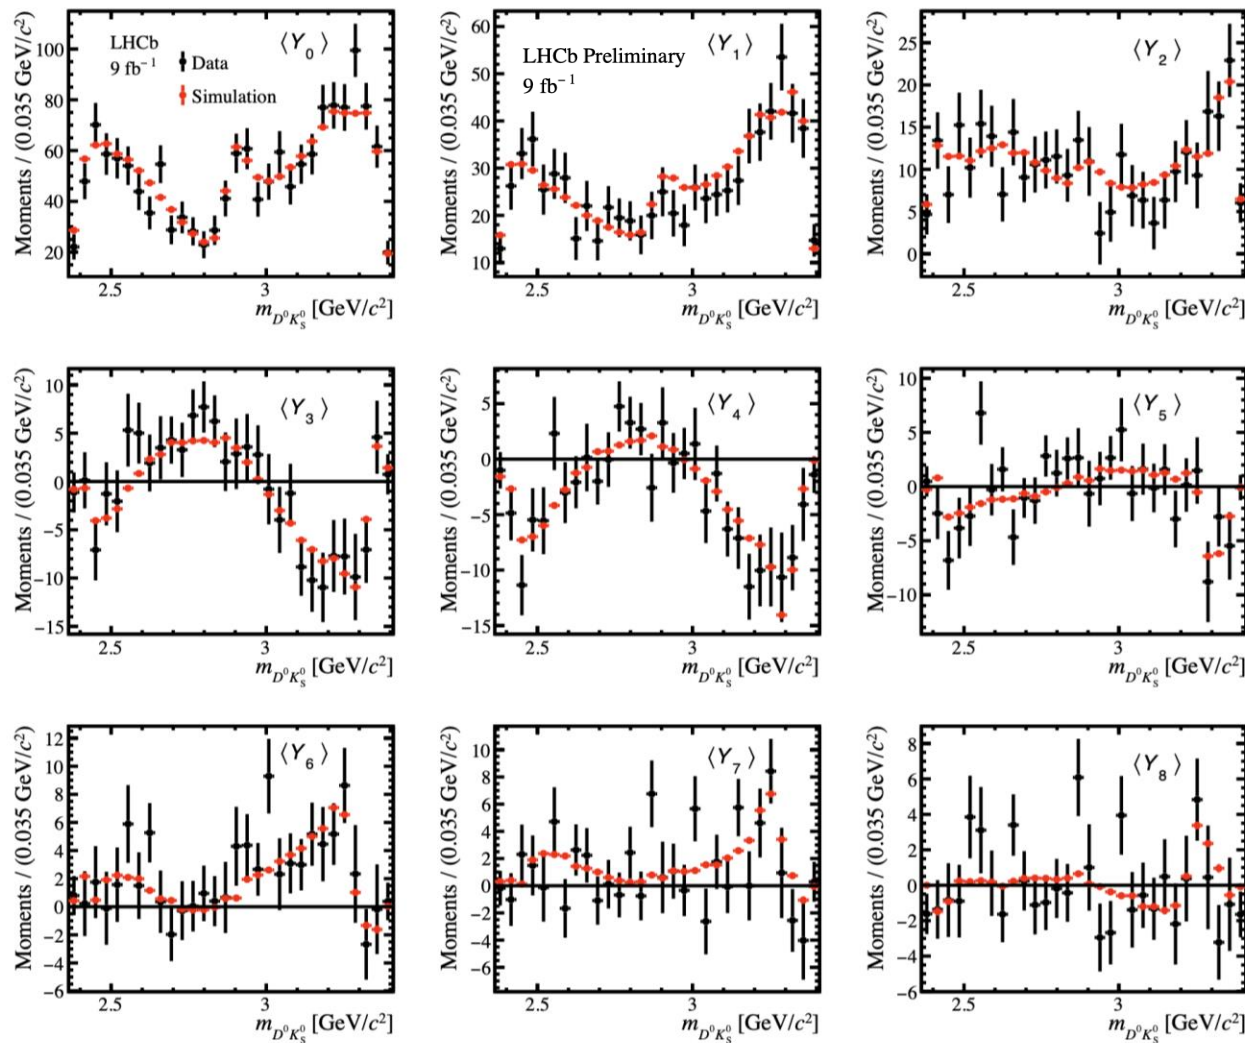 LHCb
9 fb⁻¹
Data
Simulation
⟨Y₀⟩
100
80
60
40
20
2.5 3
Moments / (0.035 GeV/c²)
m_{D⁰K_S⁰} [GeV/c²]
LHCb Preliminary
9 fb⁻¹
⟨Y₁⟩
60
50
40
30
20
10
2.5 3
Moments / (0.035 GeV/c²)
m_{D⁰K_S⁰} [GeV/c²]
⟨Y₂⟩
25
20
15
10
5
0
2.5 3
Moments / (0.035 GeV/c²)
m_{D⁰K_S⁰} [GeV/c²]
⟨Y₃⟩
10
5
0
−5
−10
−15
2.5 3
Moments / (0.035 GeV/c²)
m_{D⁰K_S⁰} [GeV/c²]
⟨Y₄⟩
5
0
−5
−10
−15
2.5 3
Moments / (0.035 GeV/c²)
m_{D⁰K_S⁰} [GeV/c²]
⟨Y₅⟩
10
5
0
−5
−10
2.5 3
Moments / (0.035 GeV/c²)
m_{D⁰K_S⁰} [GeV/c²]
⟨Y₆⟩
12
10
8
6
4
2
0
−2
−4
−6
2.5 3
Moments / (0.035 GeV/c²)
m_{D⁰K_S⁰} [GeV/c²]
⟨Y₇⟩
10
8
6
4
2
0
−2
−4
−6
2.5 3
Moments / (0.035 GeV/c²)
m_{D⁰K_S⁰} [GeV/c²]
⟨Y₈⟩
8
6
4
2
0
−2
−4
−6
2.5 3
Moments / (0.035 GeV/c²)
m_{D⁰K_S⁰} [GeV/c²]